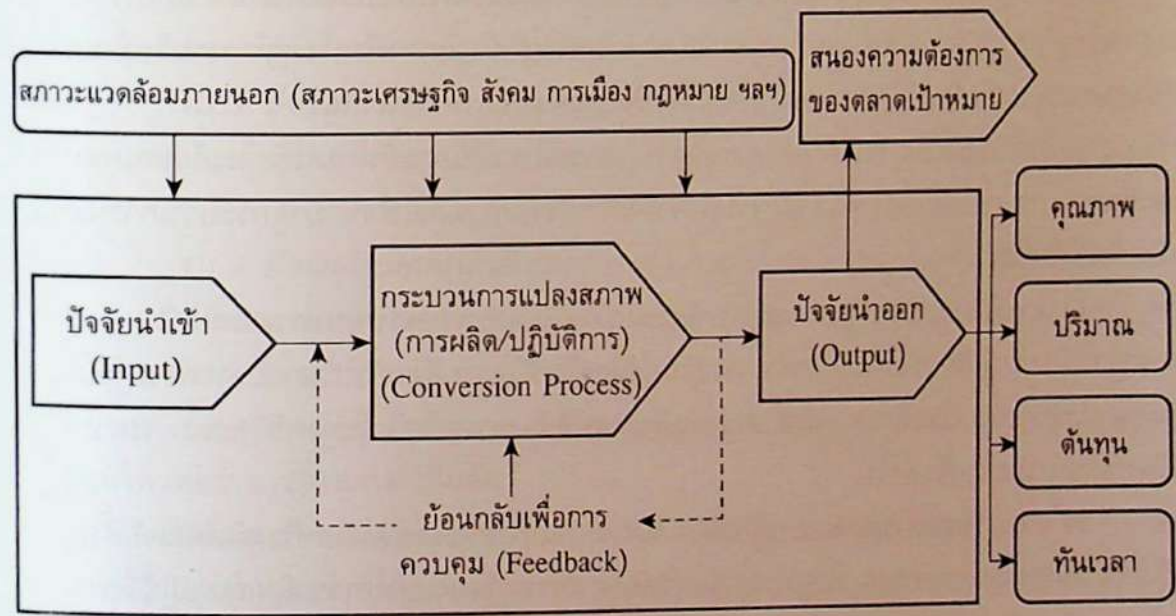 สภาวะแวดล้อมภายนอก (สภาวะเศรษฐกิจ สังคม การเมือง กฎหมาย ฯลฯ)
สนองความต้องการ
ของตลาดเป้าหมาย
ปัจจัยนำเข้า
(Input)
กระบวนการแปลงสภาพ
(การผลิต/ปฏิบัติการ)
(Conversion Process)
ปัจจัยนำออก
(Output)
ย้อนกลับเพื่อการ
ควบคุม (Feedback)
คุณภาพ
ปริมาณ
ต้นทุน
ทันเวลา